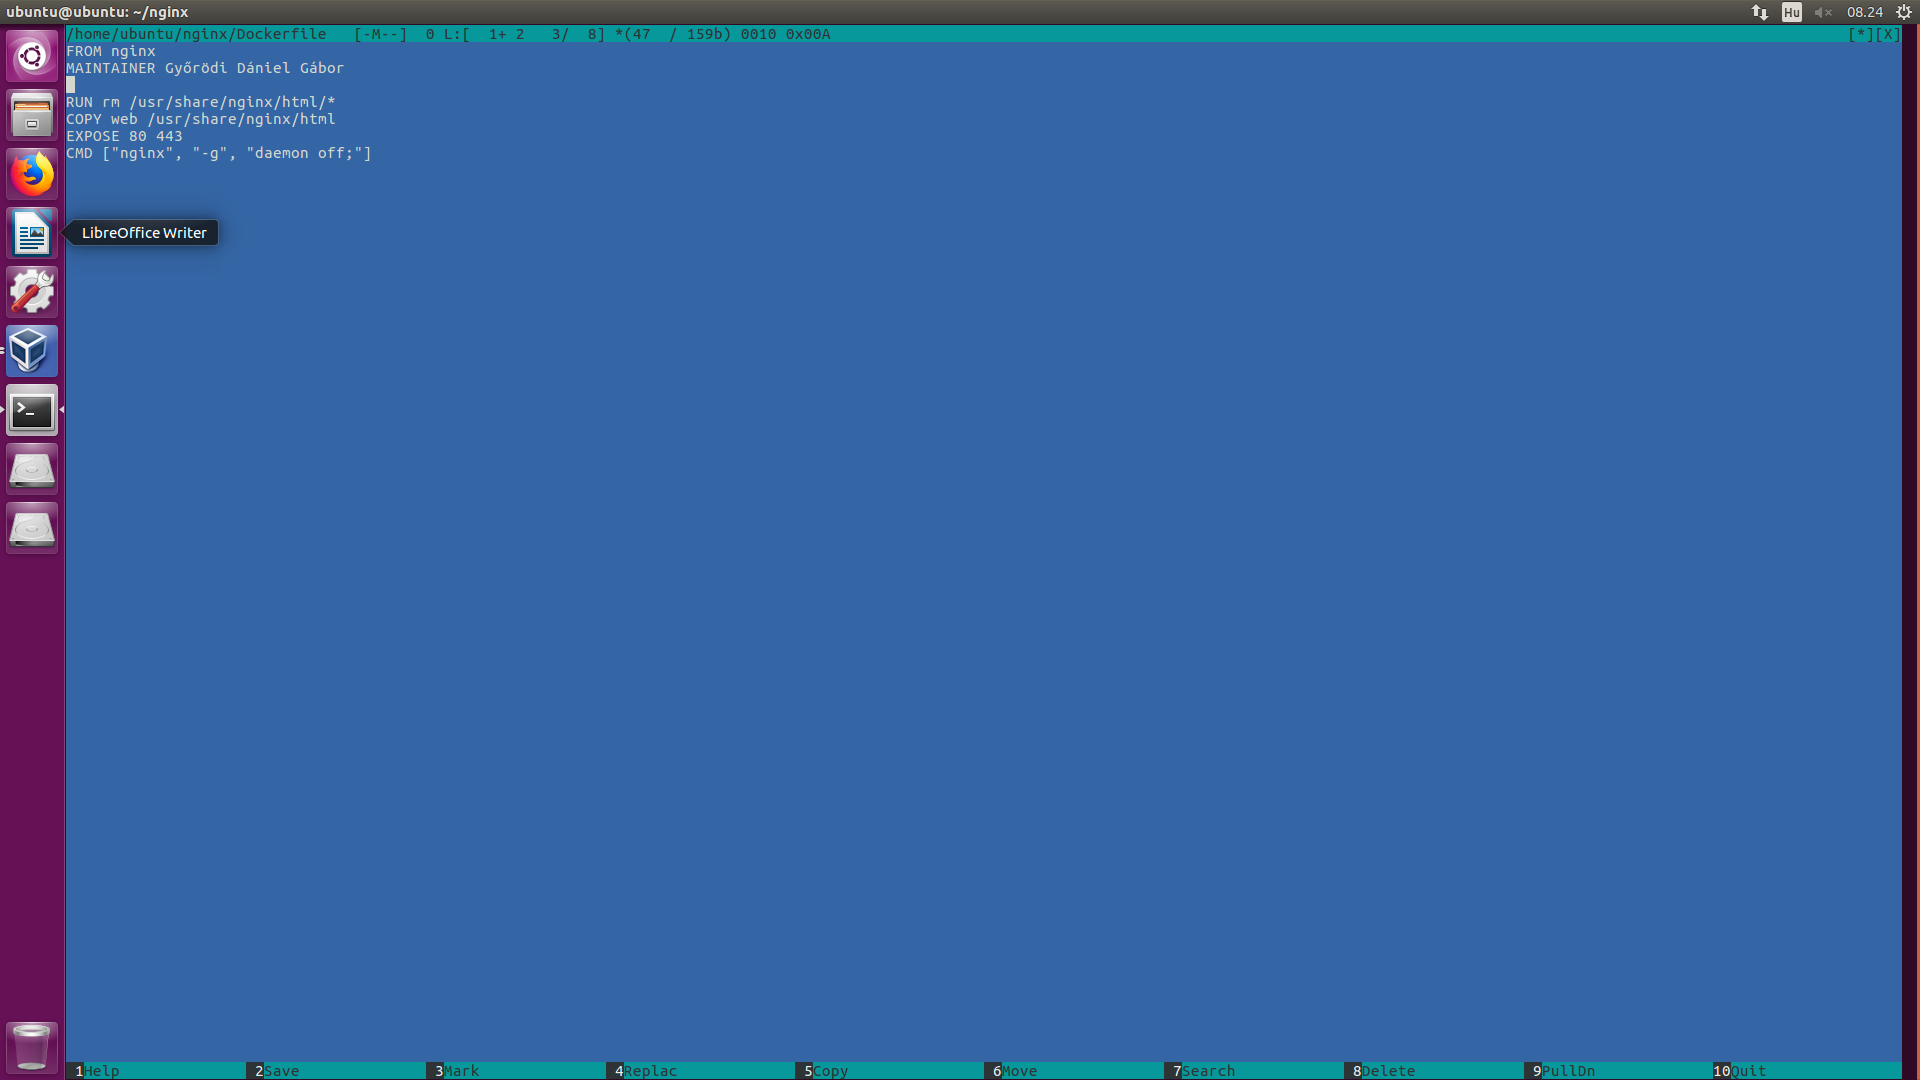 ubuntu@ubuntu: ~/nginx
Hu
08.24
/home/ubuntu/nginx/Dockerfile   [-M--]  0 L:[  1+ 2   3/  8] *(47  / 159b) 0010 0x00A
[*][X]
FROM nginx
MAINTAINER Győrödi Dániel Gábor
RUN rm /usr/share/nginx/html/*
COPY web /usr/share/nginx/html
EXPOSE 80 443
CMD ["nginx", "-g", "daemon off;"]
LibreOffice Writer
1Help 2Save 3Mark 4Replac 5Copy 6Move 7Search 8Delete 9PullDn 10Quit